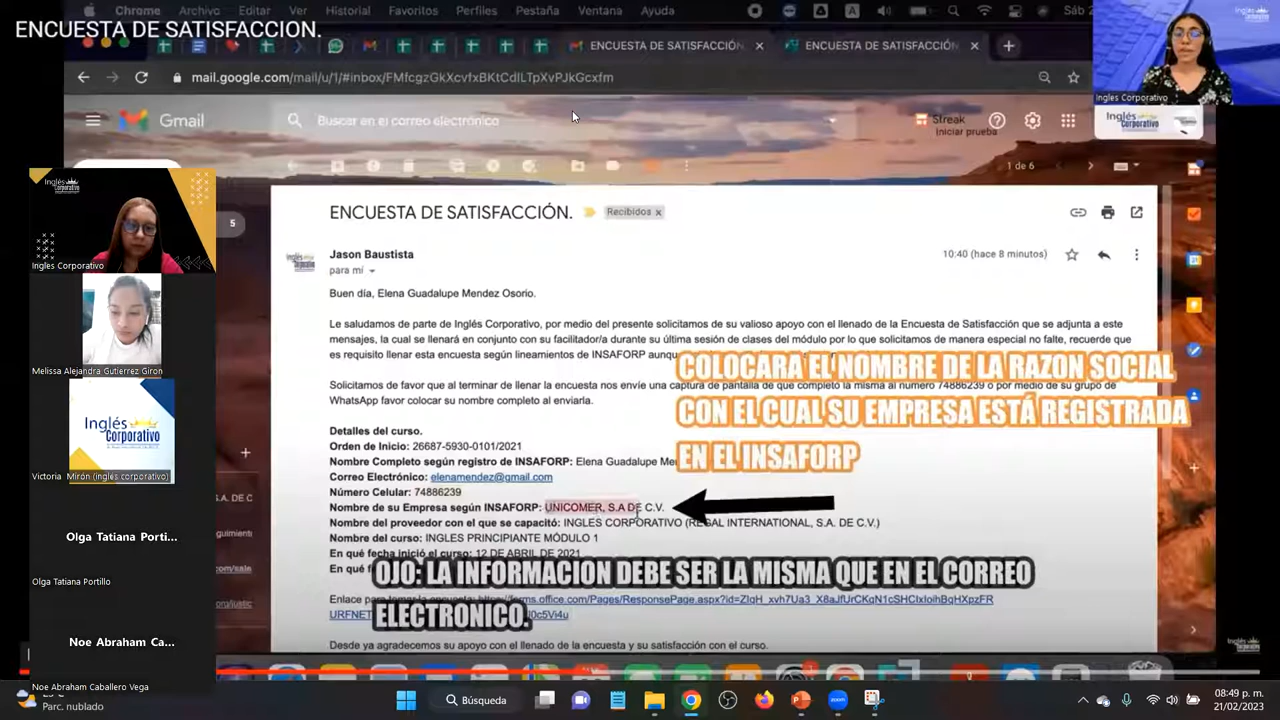 Chrome Archivo Editar Ver Historial Favoritos Perfiles Pestaña Ventana Ayuda
ENCUESTA DE SATISFACCION.
ENCUESTA DE SATISFACCIÓN
ENCUESTA DE SATISFACCIÓN
mail.google.com/mail/u/1/#inbox/FMfcgzGkXcvfxBKtCdlLTpXvPJkGcxfm
Ingles Corporativo
Gmail
Buscar en el correo electrónico
Streak
Iniciar prueba
Inglés
Corporativo
1 de 6
Inglés
Corporativo
5
ENCUESTA DE SATISFACCIÓN.
Recibidos
Jason Baustista
10:40 (hace 8 minutos)
para mí
Ingles Corporativo
Buen día, Elena Guadalupe Mendez Osorio.
Le saludamos de parte de Inglés Corporativo, por medio del presente solicitamos de su valioso apoyo con el llenado de la Encuesta de Satisfacción que se adjunta a este
mensajes, la cual se llenará en conjunto con su facilitador/a durante su última sesión de clases del módulo por lo que solicitamos de manera especial no falte, recuerde que
es requisito llenar esta encuesta según lineamientos de INSAFORP
COLOCARA EL NOMBRE DE LA RAZON SOCIAL
CON EL CUAL SU EMPRESA ESTÁ REGISTRADA
EN EL INSAFORP
Solicitamos de favor que al terminar de llenar la encuesta nos envíe una captura de pantalla de que completó la misma al número 74886239 o por medio de su grupo de
WhatsApp favor colocar su nombre completo al enviarla.
Melissa Alejandra Gutierrez Giron
Detalles del curso.
Orden de Inicio: 26687-5930-0101/2021
Nombre Completo según registro de INSAFORP: Elena Guadalupe
Correo Electrónico: elenamendez@gmail.com
Número Celular: 74886239
Nombre de su Empresa según INSAFORP: UNICOMER, S.A DE C.V.
Nombre del proveedor con el que se capacitó: INGLES CORPORATIVO (REGAL INTERNATIONAL, S.A. DE C.V.)
Nombre del curso: INGLES PRINCIPIANTE MÓDULO 1
En qué fecha inició el curso: 12 DE ABRIL DE 2021
Inglés
Corporativo
Victoria Mirón (inglés corporativo)
S.A. DE C
OJO: LA INFORMACION DEBE SER LA MISMA QUE EN EL CORREO
ELECTRONICO.
Enlace para
Desde ya agradecemos su apoyo con el llenado de la encuesta y su satisfacción con el curso.
Olga Tatiana Porti...
Olga Tatiana Portillo
Noe Abraham Ca...
Noe Abraham Caballero Vega
Parc. nublado
Búsqueda
08:49 p. m.
21/02/2023